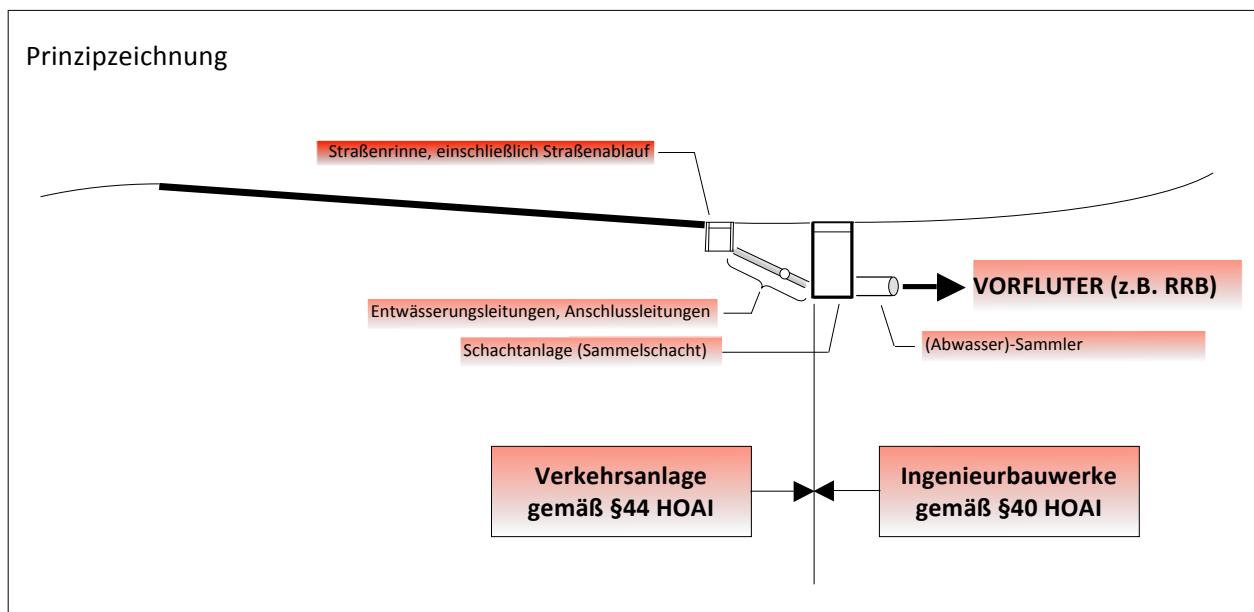 Prinzipzeichnung
Straßenrinne, einschließlich Straßenablauf
VORFLUTER (z.B. RRB)
Entwässerungsleitungen, Anschlussleitungen
Schachtanlage (Sammelschacht)
(Abwasser)-Sammler
Verkehrsanlage
gemäß §44 HOAI
Ingenieurbauwerke
gemäß §40 HOAI